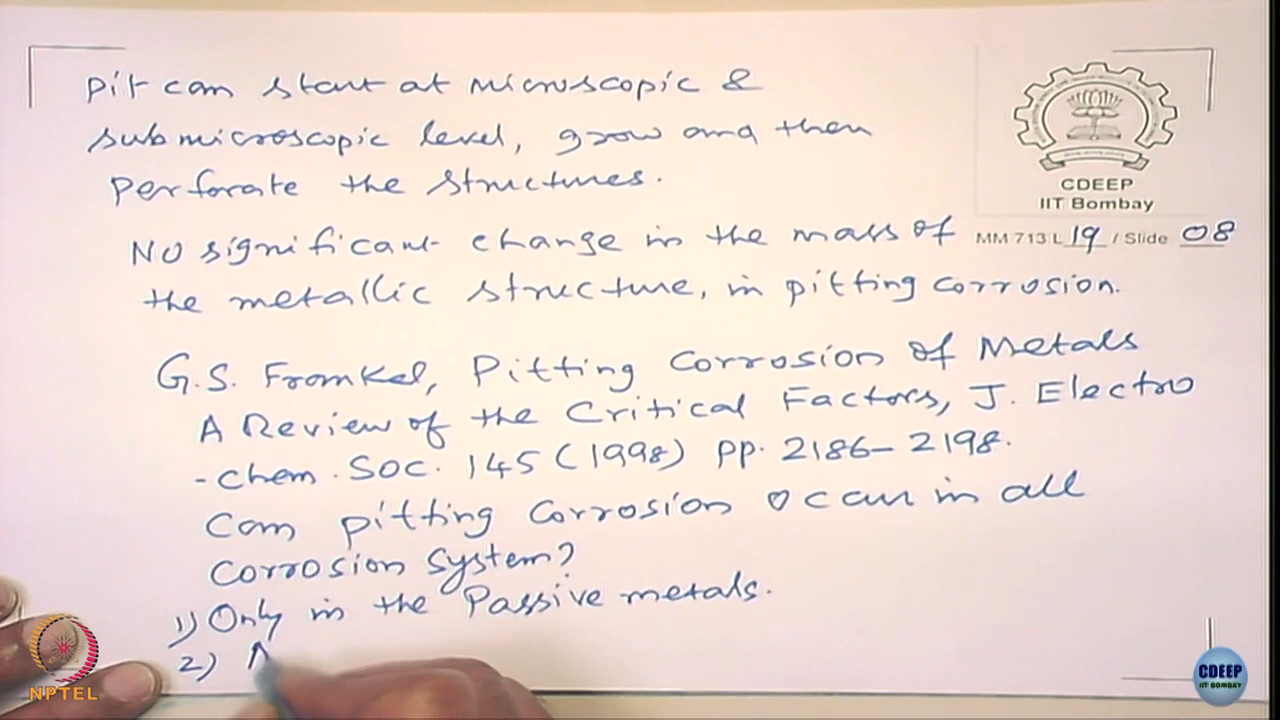 Pit can start at microscopic &
submicroscopic level, grow and then
perforate the structures.
CDEEP
IIT Bombay
No significant change in the mass of
MM 713 L 19 / Slide 08
the metallic structure, in pitting corrosion.
G.S. Frankel, Pitting Corrosion of Metals
A Review of the Critical Factors, J. Electro
-chem. Soc. 145 (1998) pp. 2186-2198.
Can pitting corrosion occur in all
corrosion system?
1) Only in the Passive metals.
2)
NPTEL
CDEEP
IIT BOMBAY